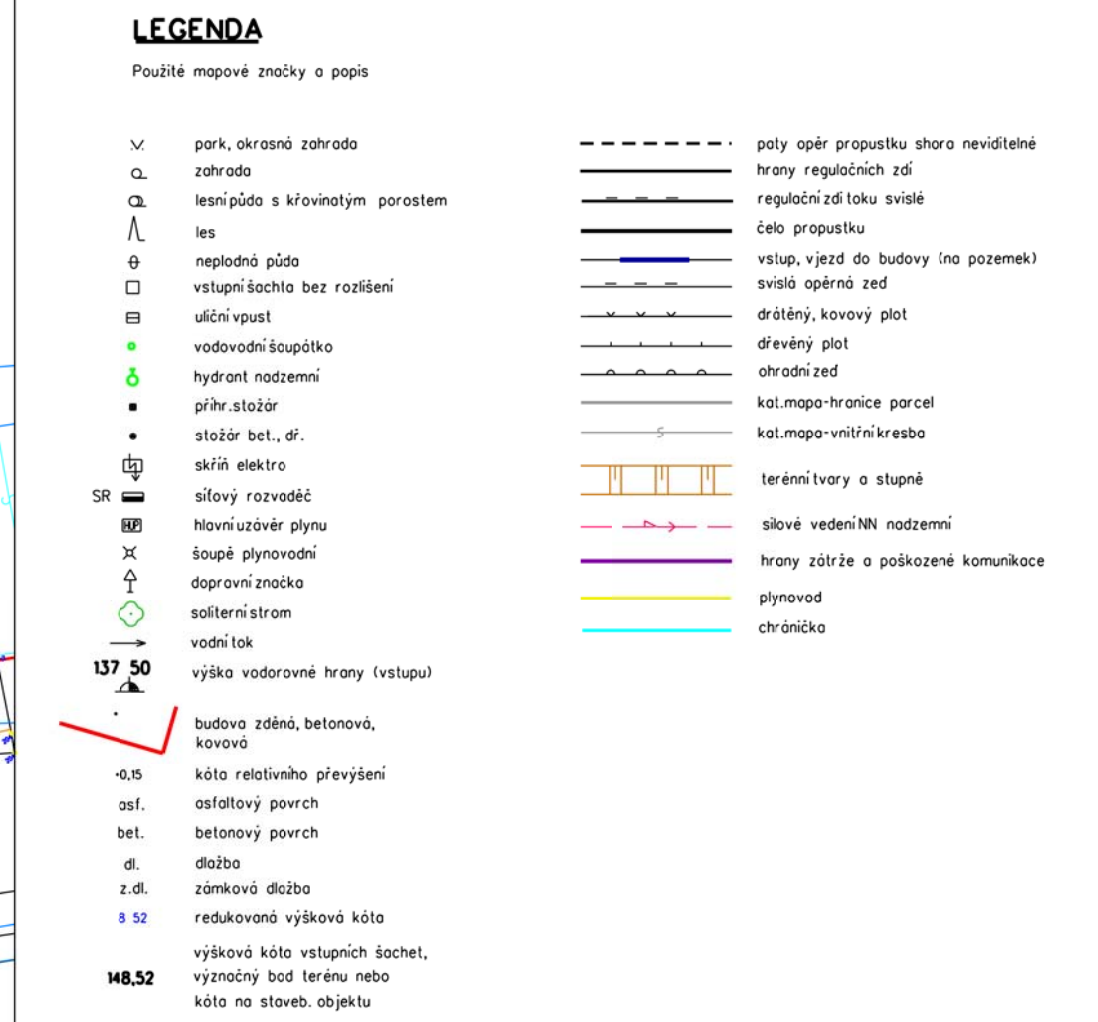 LEGENDA
Použité mapové značky a popis
park, okrasná zahrada
zahrada
lesní půda s křovinatým porostem
les
neplodná půda
vstupní šachta bez rozlišení
uliční vpust
vodovodní šoupátko
hydrant nadzemní
příhr.stožár
stožár bet., dř.
skříň elektro
SR síťový rozvaděč
HUP hlavní uzávěr plynu
šoupě plynovodní
dopravní značka
soliterní strom
vodní tok
137 50 výška vodorovné hrany (vstupu)
budova zděná, betonová,
kovová
-0,15 kóta relativního převýšení
asf. asfaltový povrch
bet. betonový povrch
dl. dlažba
z.dl. zámková dlažba
8 52 redukovaná výšková kóta
výšková kóta vstupních šachet,
148,52 význačný bod terénu nebo
kóta na staveb. objektu
paty opěr propustku shora neviditelné
hrany regulačních zdí
regulační zdi toku svislé
čelo propustku
vstup, vjezd do budovy (na pozemek)
svislá opěrná zeď
drátěný, kovový plot
dřevěný plot
ohradní zeď
kat.mapa-hranice parcel
kat.mapa-vnitřní kresba
terénní tvary a stupně
silové vedení NN nadzemní
hrany zátrže a poškozené komunikace
plynovod
chránička